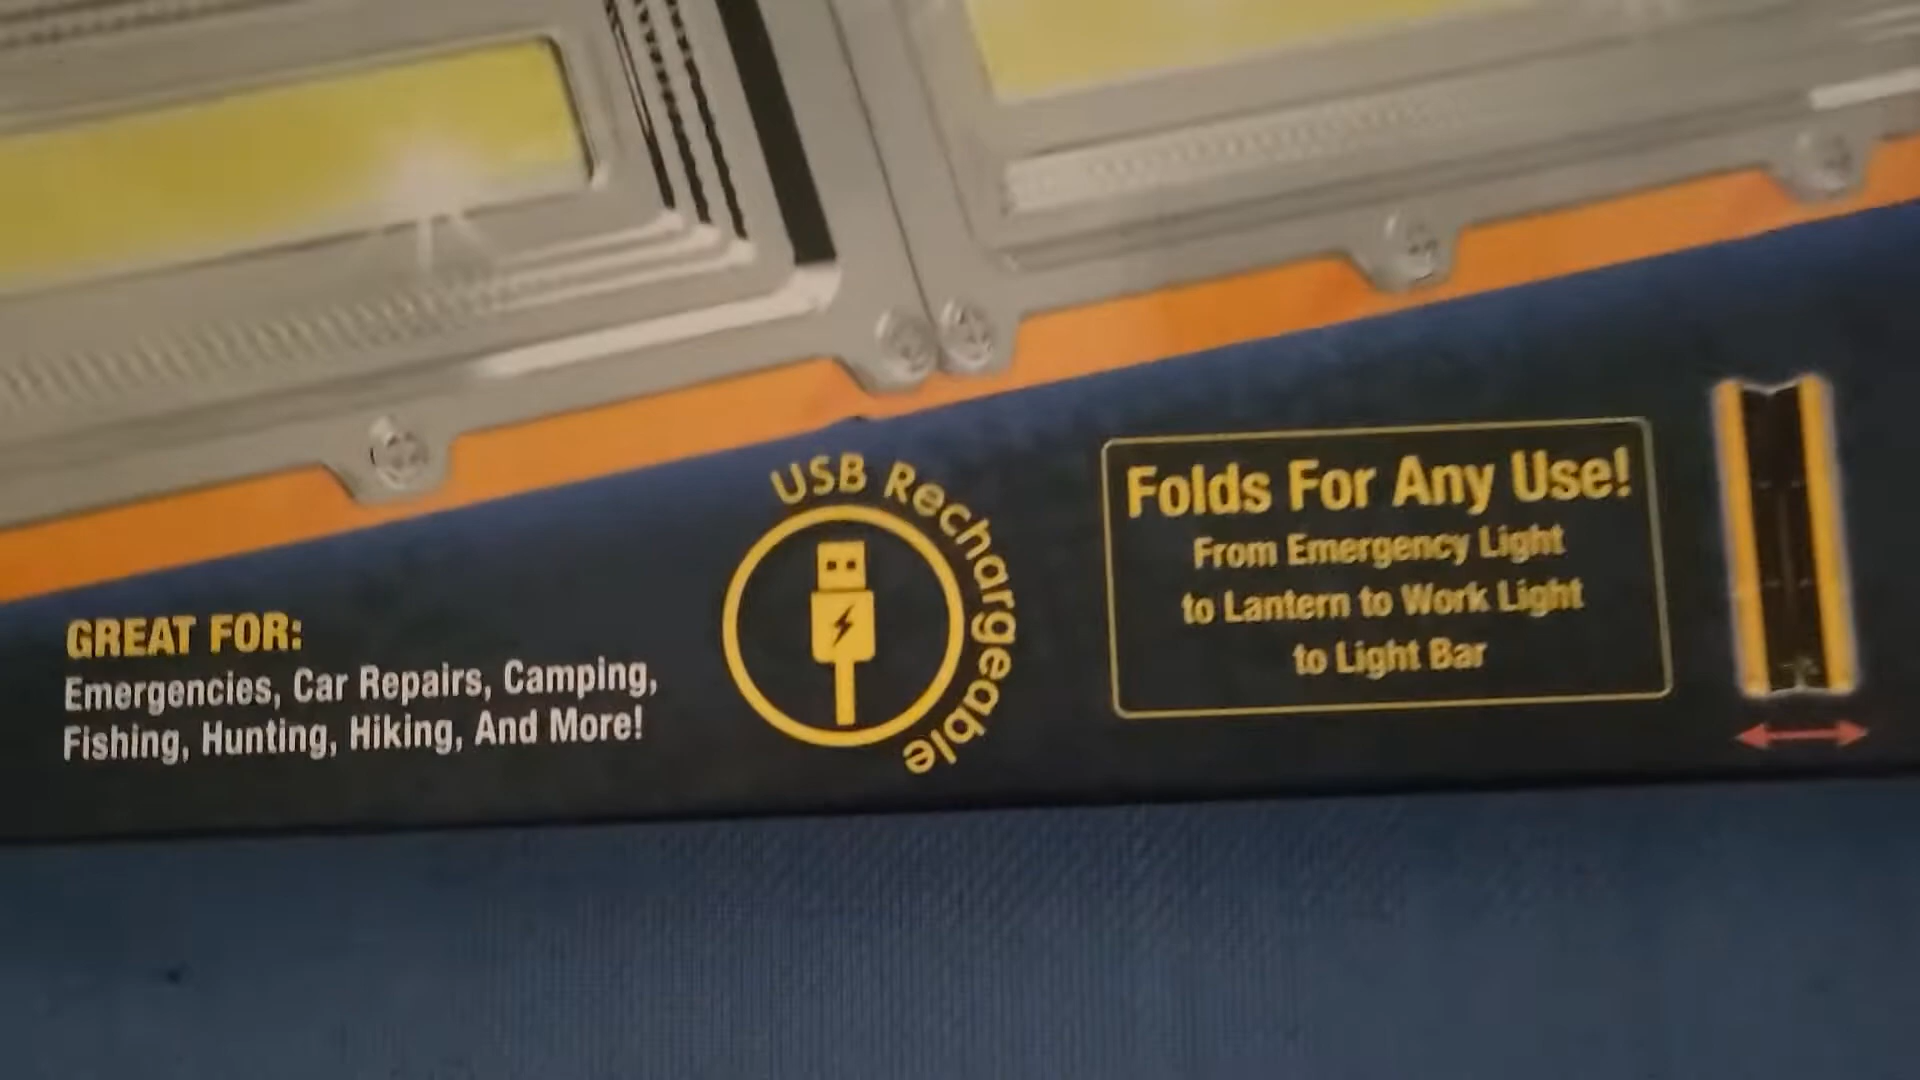 GREAT FOR:
Emergencies, Car Repairs, Camping,
Fishing, Hunting, Hiking, And More!
USB Rechargeable
Folds For Any Use!
From Emergency Light
to Lantern to Work Light
to Light Bar